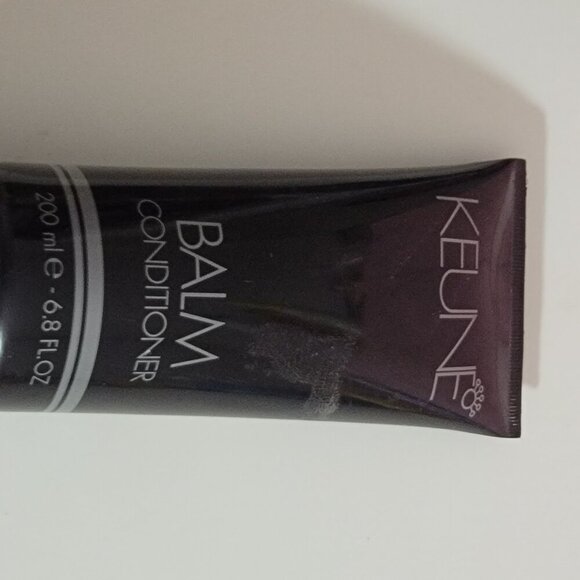 KEUNE
BALM
CONDITIONER
200 ml e - 6.8 FL.OZ